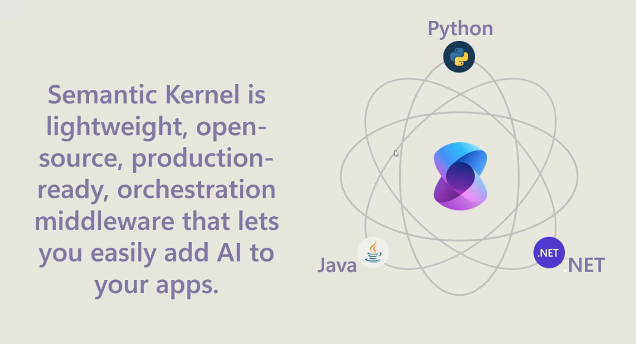 Semantic Kernel is
lightweight, open-
source, production-
ready, orchestration
middleware that lets
you easily add AI to
your apps.
Python
Java
.NET
.NET